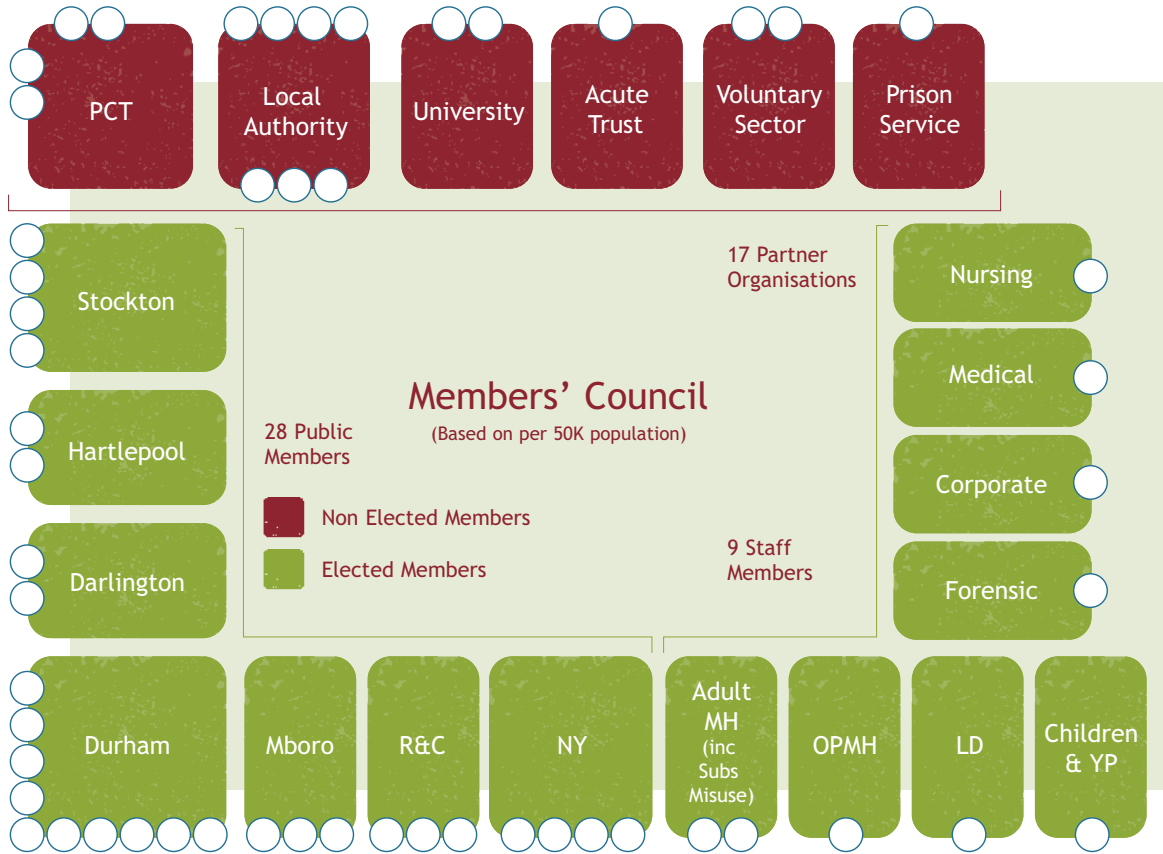 PCT
Local
Authority
University
Acute
Trust
Voluntary
Sector
Prison
Service
Stockton
17 Partner
Organisations
Nursing
Members’ Council
(Based on per 50K population)
Medical
Hartlepool
28 Public
Members
Corporate
Non Elected Members
Elected Members
9 Staff
Members
Darlington
Forensic
Durham
Mboro
R&C
NY
Adult
MH
(inc
Subs
Misuse)
OPMH
LD
Children
& YP